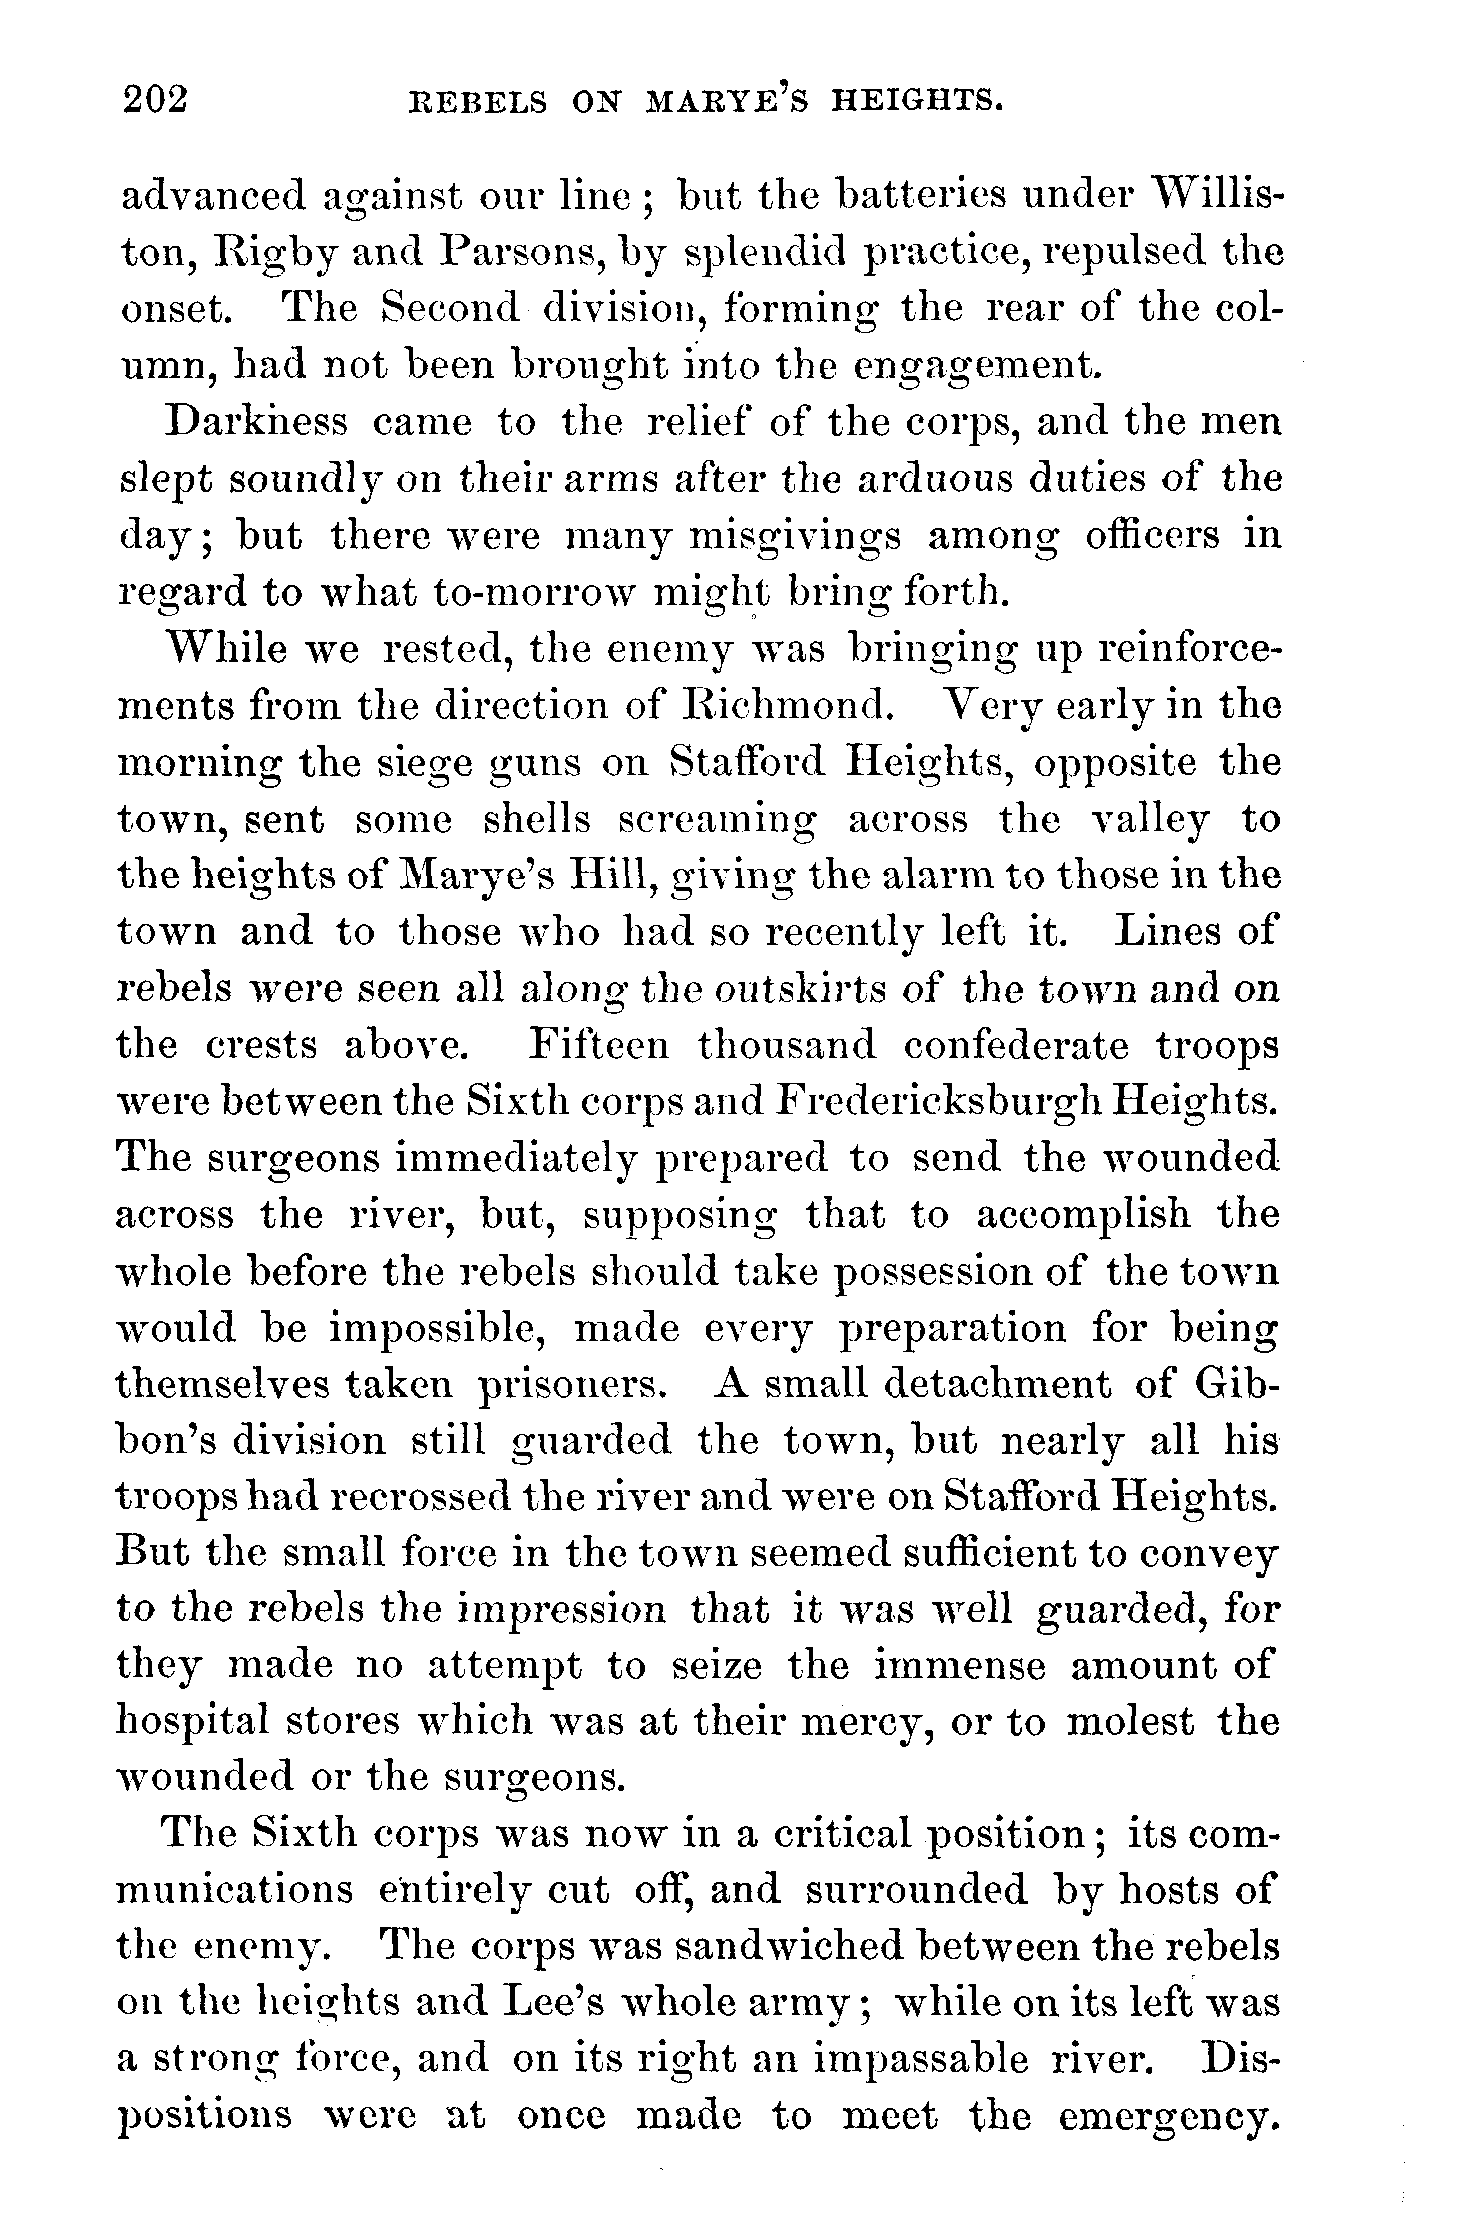 202 REBELS ON MARYE'S HEIGHTS.
advanced against our line; but the batteries under Willis-
ton, Rigby and Parsons, by splendid practice, repulsed the
onset. The Second division, forming the rear of the col-
umn, had not been brought into the engagement.
Darkness came to the relief of the corps, and the men
slept soundly on their arms after the arduous duties of the
day; but there were many misgivings among officers in
regard to what to-morrow might bring forth.
While we rested, the enemy was bringing up reinforce-
ments from the direction of Richmond. Very early in the
morning the siege guns on Stafford Heights, opposite the
town, sent some shells screaming across the valley to
the heights of Marye's Hill, giving the alarm to those in the
town and to those who had so recently left it. Lines of
rebels were seen all along the outskirts of the town and on
the crests above. Fifteen thousand confederate troops
were between the Sixth corps and Fredericksburgh Heights.
The surgeons immediately prepared to send the wounded
across the river, but, supposing that to accomplish the
whole before the rebels should take possession of the town
would be impossible, made every preparation for being
themselves taken prisoners. A small detachment of Gib-
bon's division still guarded the town, but nearly all his
troops had recrossed the river and were on Stafford Heights.
But the small force in the town seemed sufficient to convey
to the rebels the impression that it was well guarded, for
they made no attempt to seize the immense amount of
hospital stores which was at their mercy, or to molest the
wounded or the surgeons.
The Sixth corps was now in a critical position; its com-
munications entirely cut off, and surrounded by hosts of
the enemy. The corps was sandwiched between the rebels
on the heights and Lee's whole army; while on its left was
a strong force, and on its right an impassable river. Dis-
positions were at once made to meet the emergency.